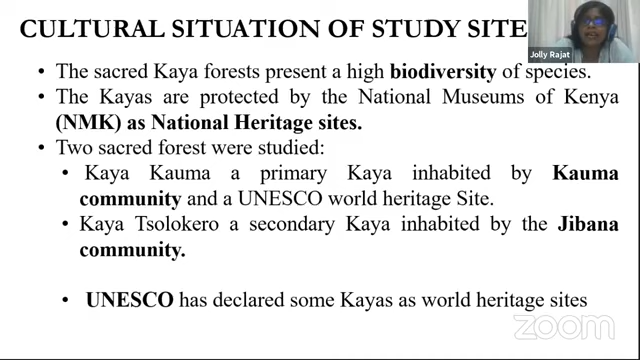 CULTURAL SITUATION OF STUDY SITE
Jolly Rajat
• The sacred Kaya forests present a high biodiversity of species.
• The Kayas are protected by the National Museums of Kenya
(NMK) as National Heritage sites.
• Two sacred forest were studied:
• Kaya Kauma a primary Kaya inhabited by Kauma
community and a UNESCO world heritage Site.
• Kaya Tsolokero a secondary Kaya inhabited by the Jibana
community.
• UNESCO has declared some Kayas as world heritage sites
zoom